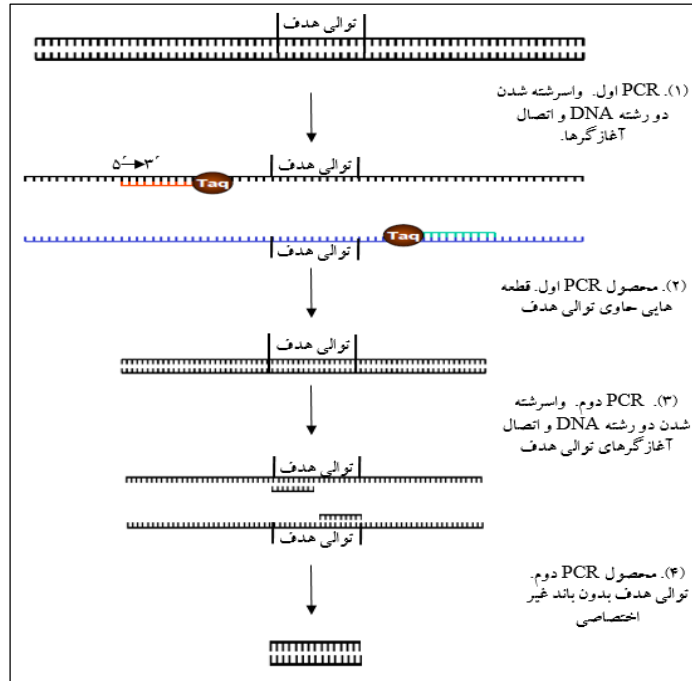 توالی هدف
(۱). PCR اول. واسرشته شدن
دو رشته DNA و اتصال
آغازگرها.
۵´→۳´
توالی هدف
Taq
Taq
توالی هدف
(۲). محصول PCR اول. قطعه
هایی حاوی توالی هدف
توالی هدف
(۳). PCR دوم. واسرشته
شدن دو رشته DNA و اتصال
آغازگرهای توالی هدف
توالی هدف
توالی هدف
(۴). محصول PCR دوم.
توالی هدف بدون باند غیر
اختصاصی